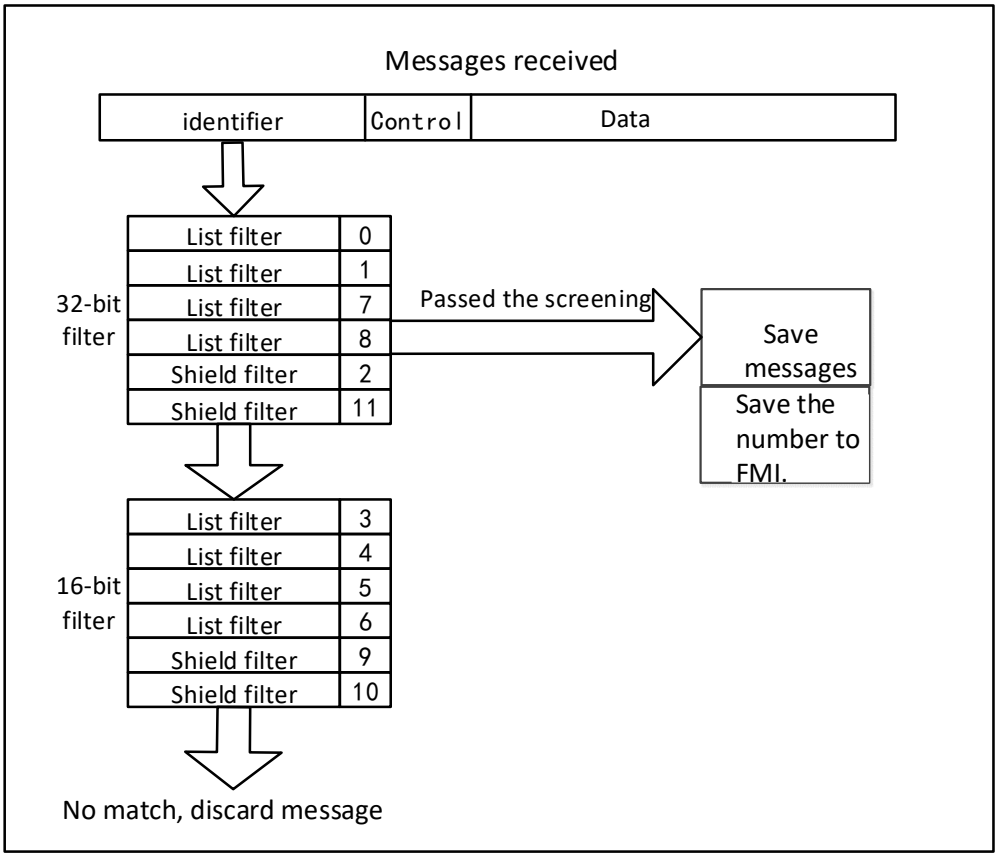 Messages received
identifier Control Data
List filter 0
List filter 1
List filter 7
List filter 8
Shield filter 2
Shield filter 11
32-bit
filter
Passed the screening
Save
messages
Save the
number to
FMI.
List filter 3
List filter 4
List filter 5
List filter 6
Shield filter 9
Shield filter 10
16-bit
filter
No match, discard message